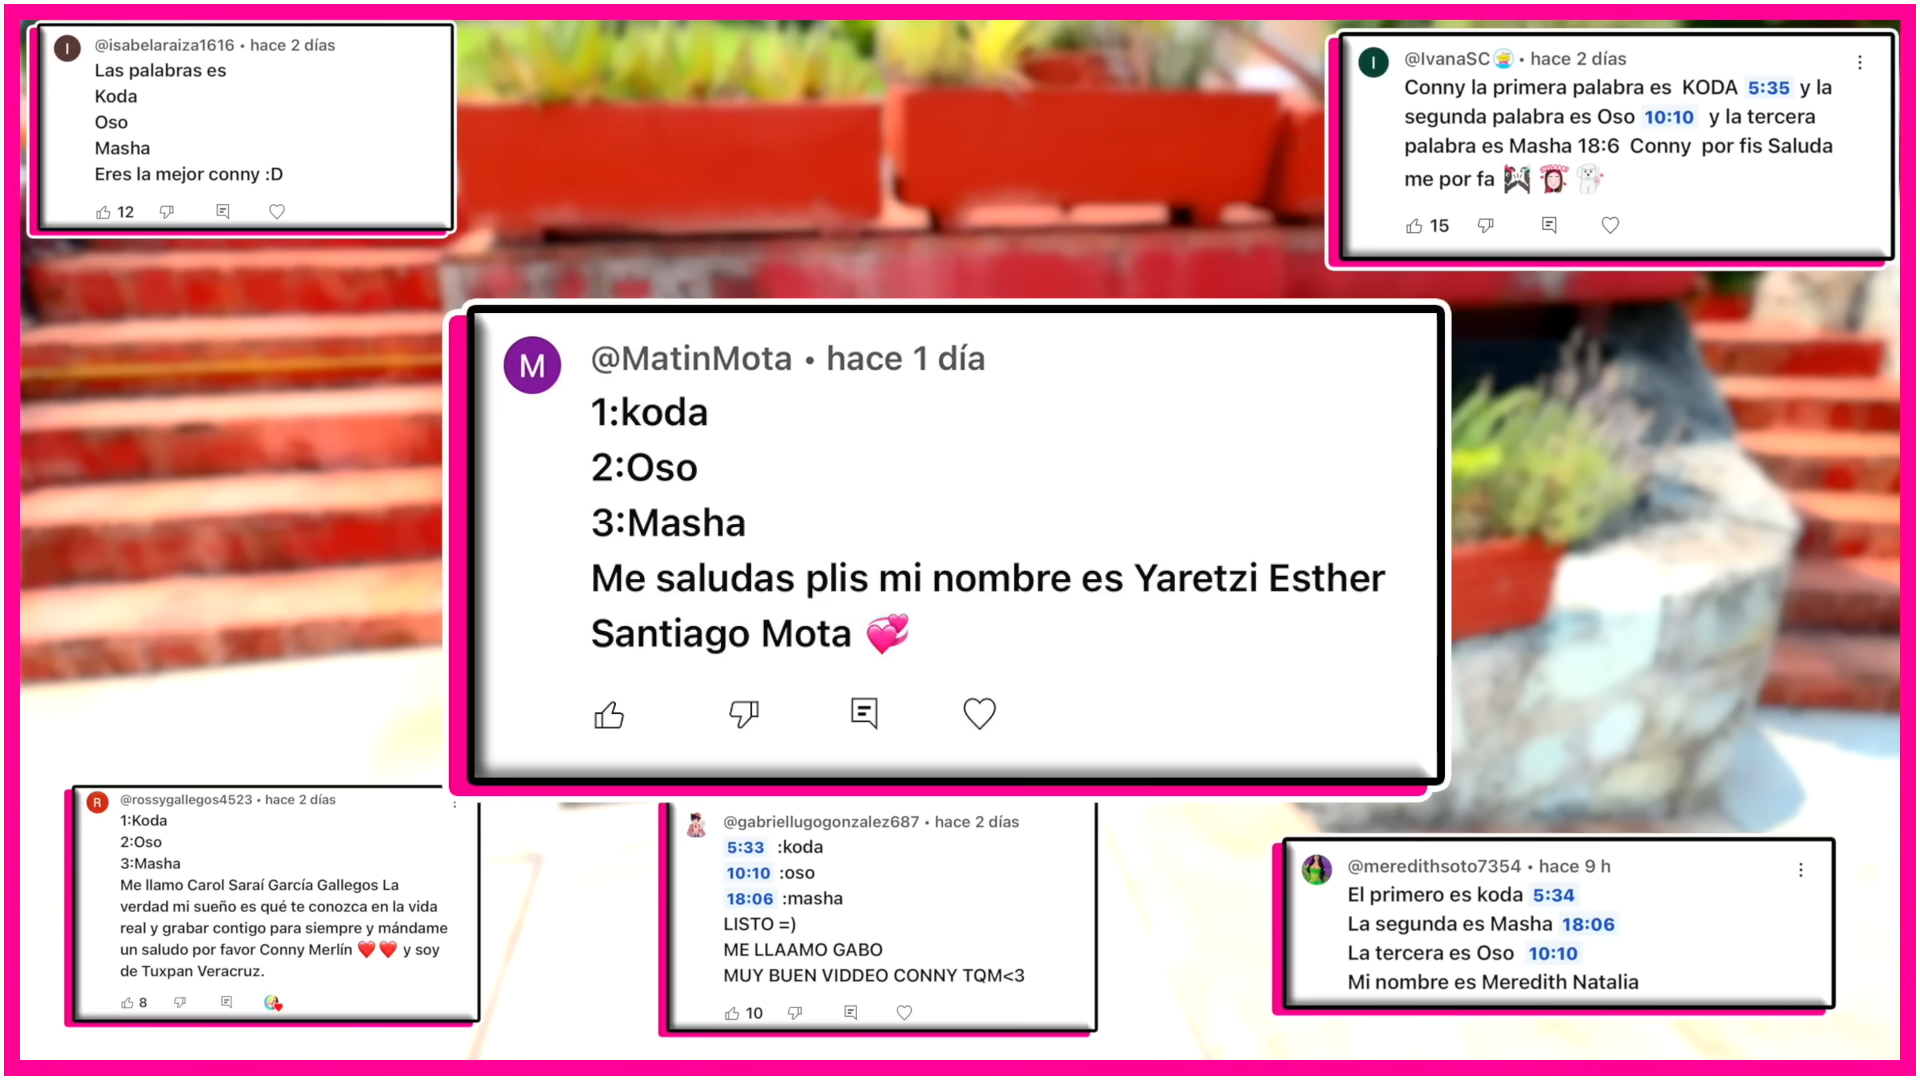 I @isabelaraiza1616 • hace 2 días
Las palabras es
Koda
Oso
Masha
Eres la mejor conny :D
12
I @IvanaSC • hace 2 días
Conny la primera palabra es KODA 5:35 y la
segunda palabra es Oso 10:10 y la tercera
palabra es Masha 18:6 Conny por fis Saluda
me por fa
15
M @MatinMota • hace 1 día
1:koda
2:Oso
3:Masha
Me saludas plis mi nombre es Yaretzi Esther
Santiago Mota 💞
R @rossygallegos4523 • hace 2 días
1:Koda
2:Oso
3:Masha
Me llamo Carol Saraí García Gallegos La
verdad mi sueño es qué te conozca en la vida
real y grabar contigo para siempre y mándame
un saludo por favor Conny Merlín ❤️❤️ y soy
de Tuxpan Veracruz.
8
@gabriellugogonzalez687 • hace 2 días
5:33 :koda
10:10 :oso
18:06 :masha
LISTO =)
ME LLAAMO GABO
MUY BUEN VIDDEO CONNY TQM<3
10
@meredithsoto7354 • hace 9 h
El primero es koda 5:34
La segunda es Masha 18:06
La tercera es Oso 10:10
Mi nombre es Meredith Natalia